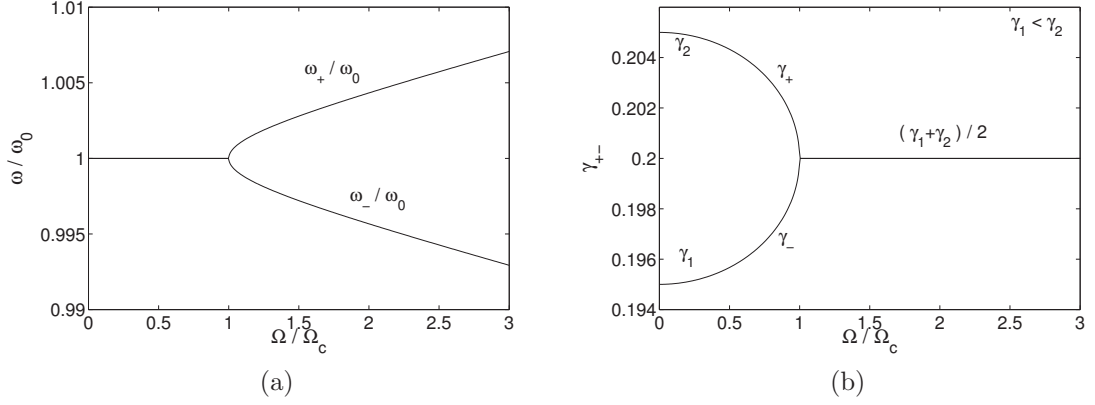 1.01
1.005
1
0.995
0.99
ω / ω₀
ω₊ / ω₀
ω₋ / ω₀
0 0.5 1 1.5 2 2.5 3
Ω / Ω_c
(a)
γ₁ < γ₂
0.204
0.202
0.2
0.198
0.196
0.194
γ₊₋
γ₂
γ₊
( γ₁+γ₂ ) / 2
γ₁
γ₋
0 0.5 1 1.5 2 2.5 3
Ω / Ω_c
(b)